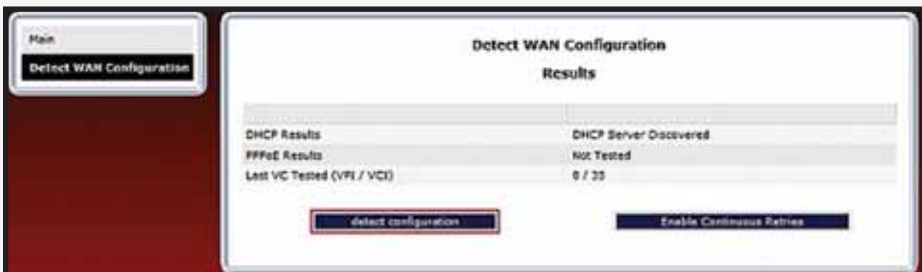 Main
Detect WAN Configuration
Detect WAN Configuration
Results
DHCP Results DHCP Server Discovered
PPPoE Results Not Tested
Last VC Tested (VPI / VCI) 0 / 35
detect configuration Enable Continuous Retries